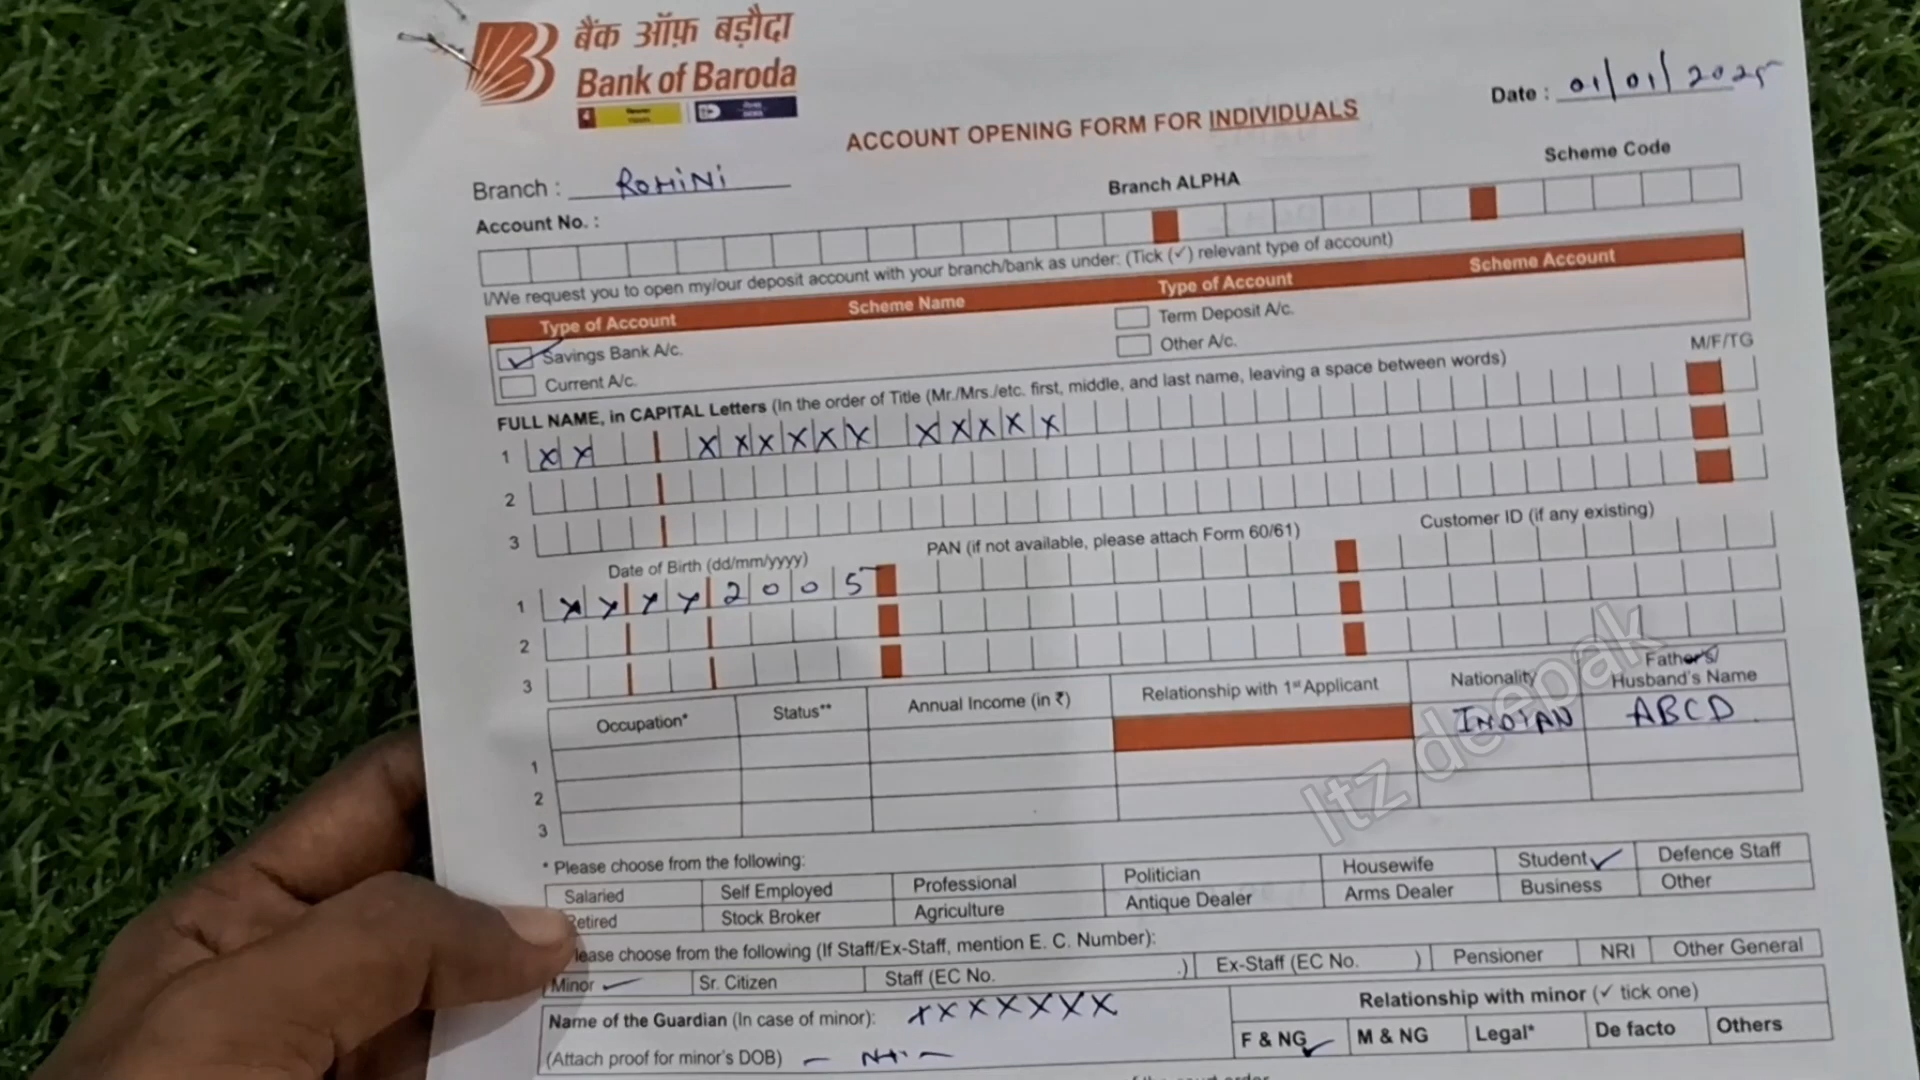 बैंक ऑफ़ बड़ौदा
Bank of Baroda
Date : 01/01/2025
ACCOUNT OPENING FORM FOR INDIVIDUALS
Branch : ROHINI
Branch ALPHA
Scheme Code
Account No. :
I/We request you to open my/our deposit account with your branch/bank as under: (Tick (✓) relevant type of account)
Type of Account Scheme Name Type of Account Scheme Account
✓ Savings Bank A/c. Term Deposit A/c.
Current A/c. Other A/c.
M/F/TG
FULL NAME, in CAPITAL Letters (In the order of Title (Mr./Mrs./etc. first, middle, and last name, leaving a space between words)
1 XX XXXXXX XXXXX
2
3
Date of Birth (dd/mm/yyyy) PAN (if not available, please attach Form 60/61) Customer ID (if any existing)
1 XXXX2005
2
3
Occupation* Status** Annual Income (in ₹) Relationship with 1st Applicant Nationality Father's/
Husband's Name
1 INDIAN ABCD
2
3
Itz deepak
* Please choose from the following:
Salaried Self Employed Professional Politician Housewife Student ✓ Defence Staff
Retired Stock Broker Agriculture Antique Dealer Arms Dealer Business Other
lease choose from the following (If Staff/Ex-Staff, mention E. C. Number):
Minor ✓ Sr. Citizen Staff (EC No. .) Ex-Staff (EC No. ) Pensioner NRI Other General
Name of the Guardian (In case of minor): XXXXXXX
Relationship with minor (✓ tick one)
(Attach proof for minor's DOB)
F & NG ✓ M & NG Legal* De facto Others